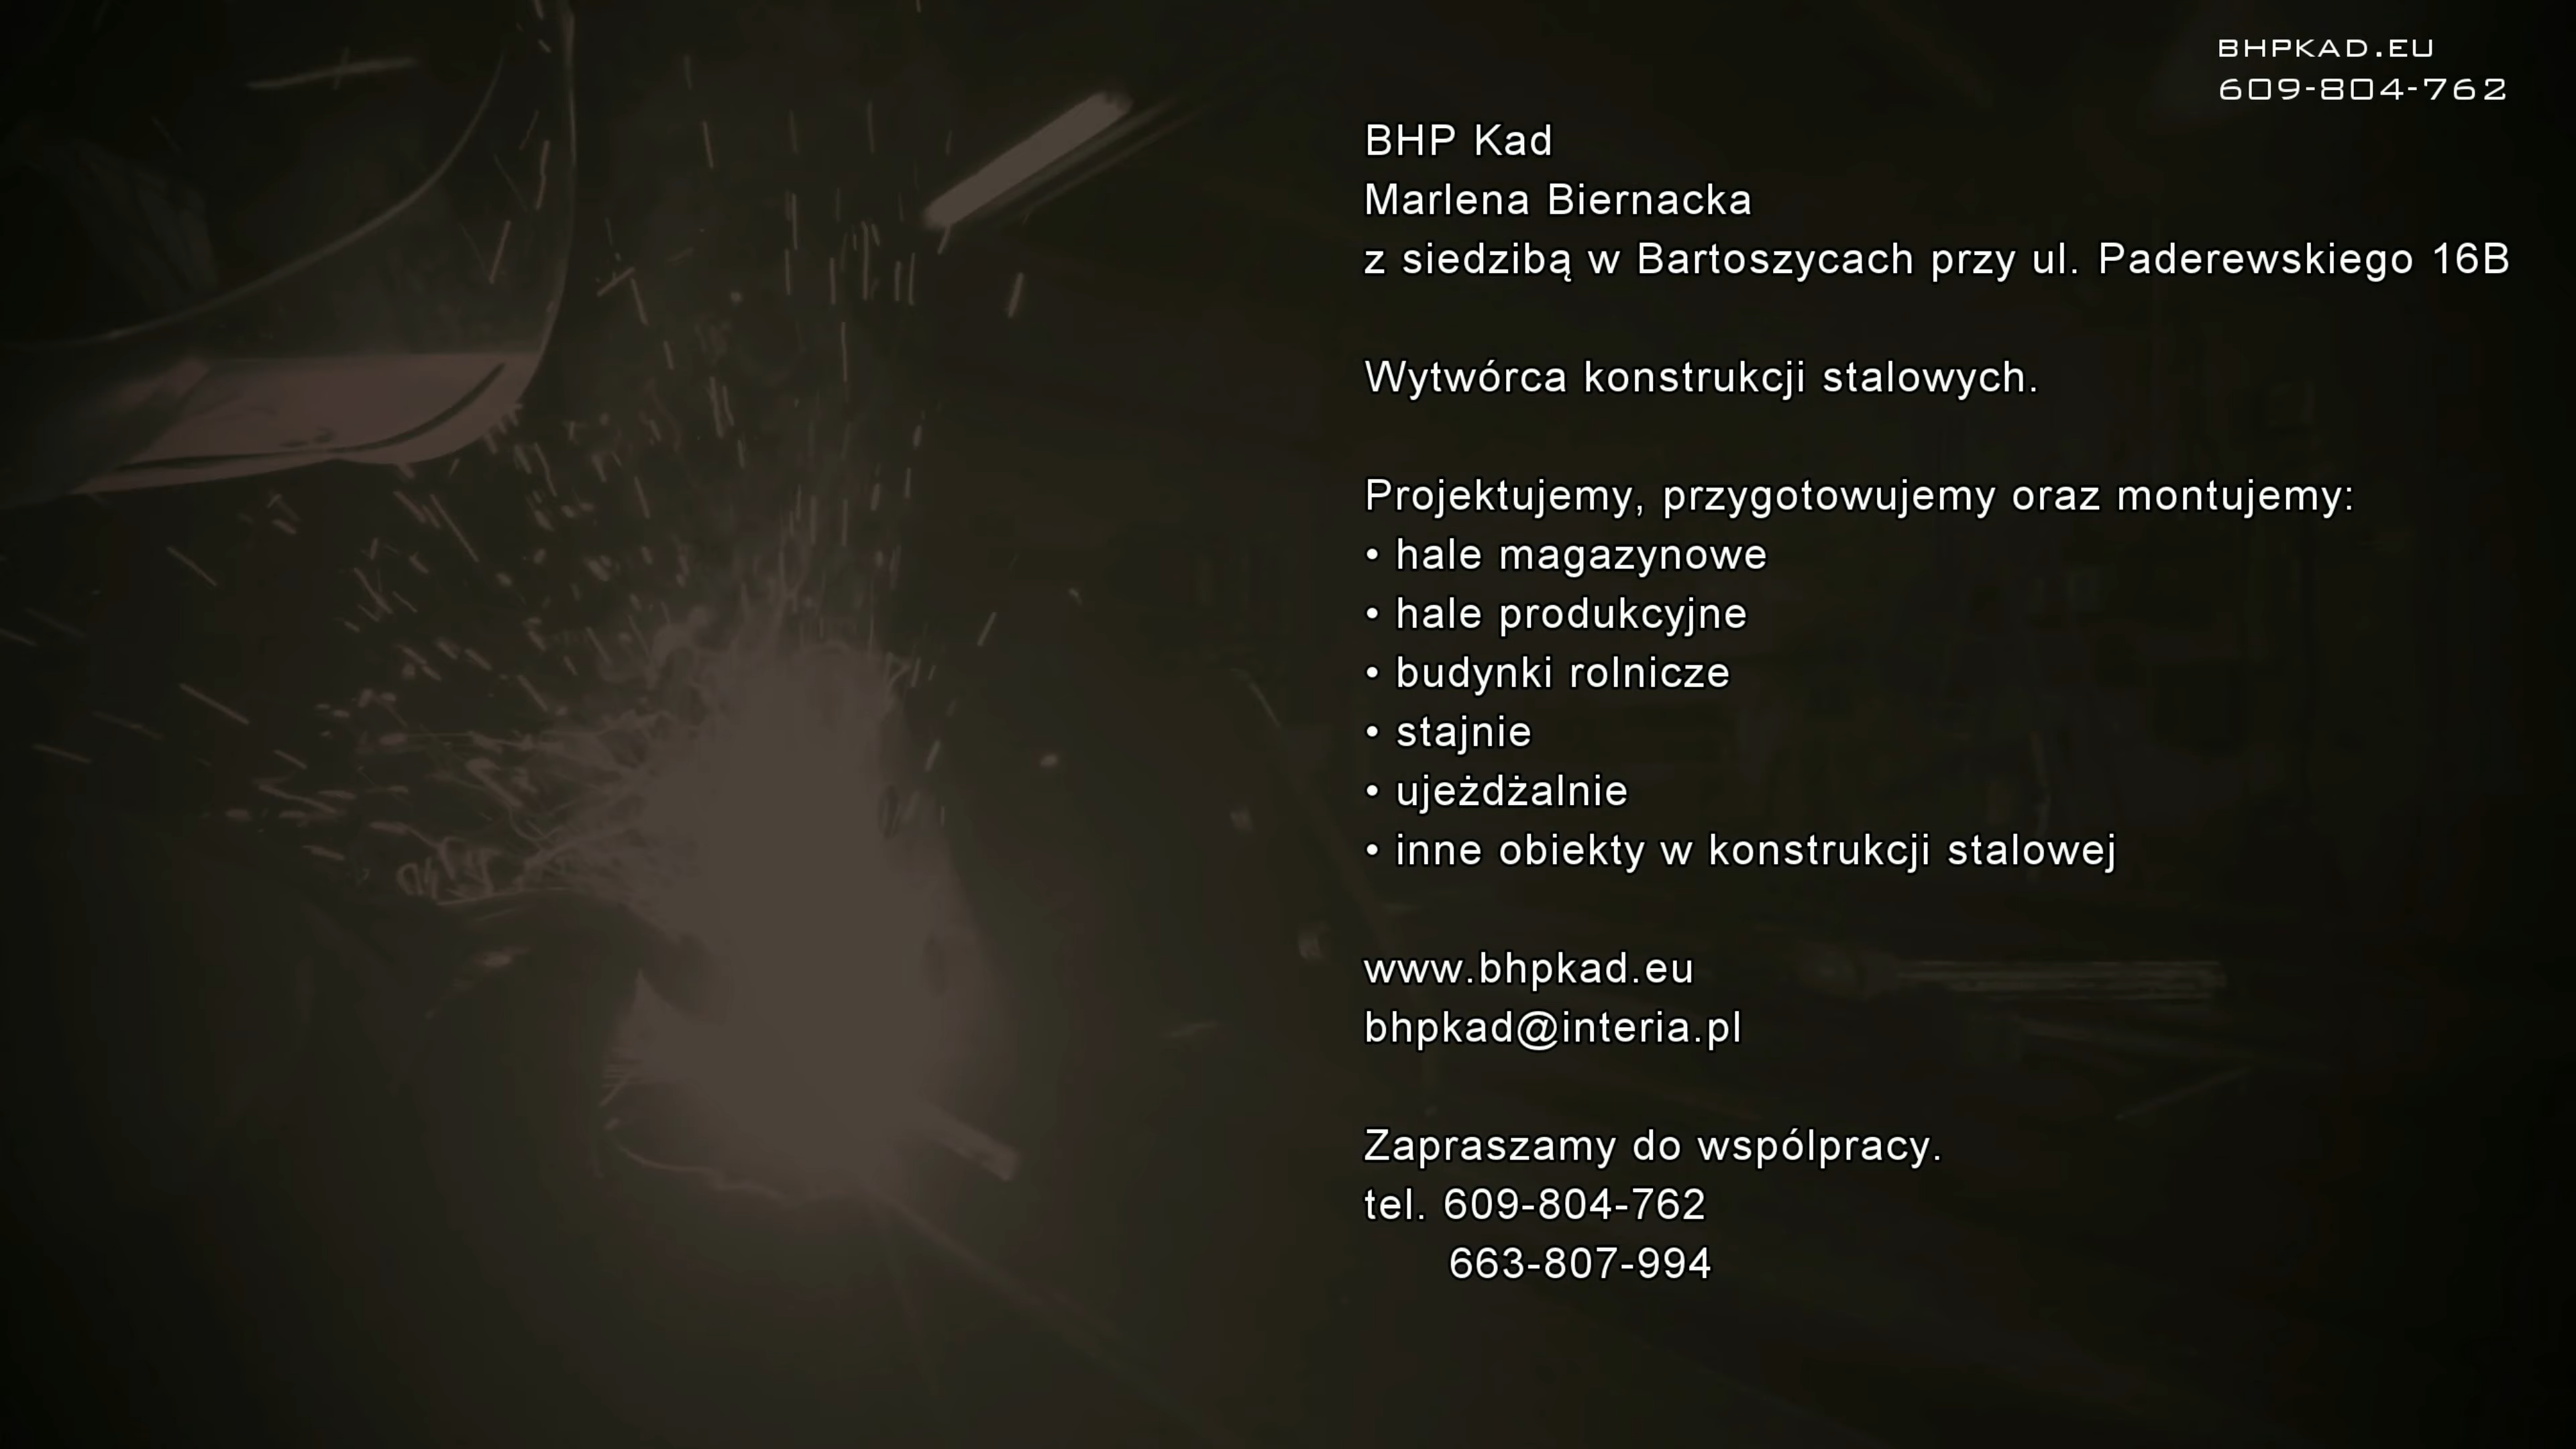 BHPKAD.EU
609-804-762
BHP Kad
Marlena Biernacka
z siedzibą w Bartoszycach przy ul. Paderewskiego 16B
Wytwórca konstrukcji stalowych.
Projektujemy, przygotowujemy oraz montujemy:
• hale magazynowe
• hale produkcyjne
• budynki rolnicze
• stajnie
• ujeżdżalnie
• inne obiekty w konstrukcji stalowej
www.bhpkad.eu
bhpkad@interia.pl
Zapraszamy do wspólpracy.
tel. 609-804-762
663-807-994